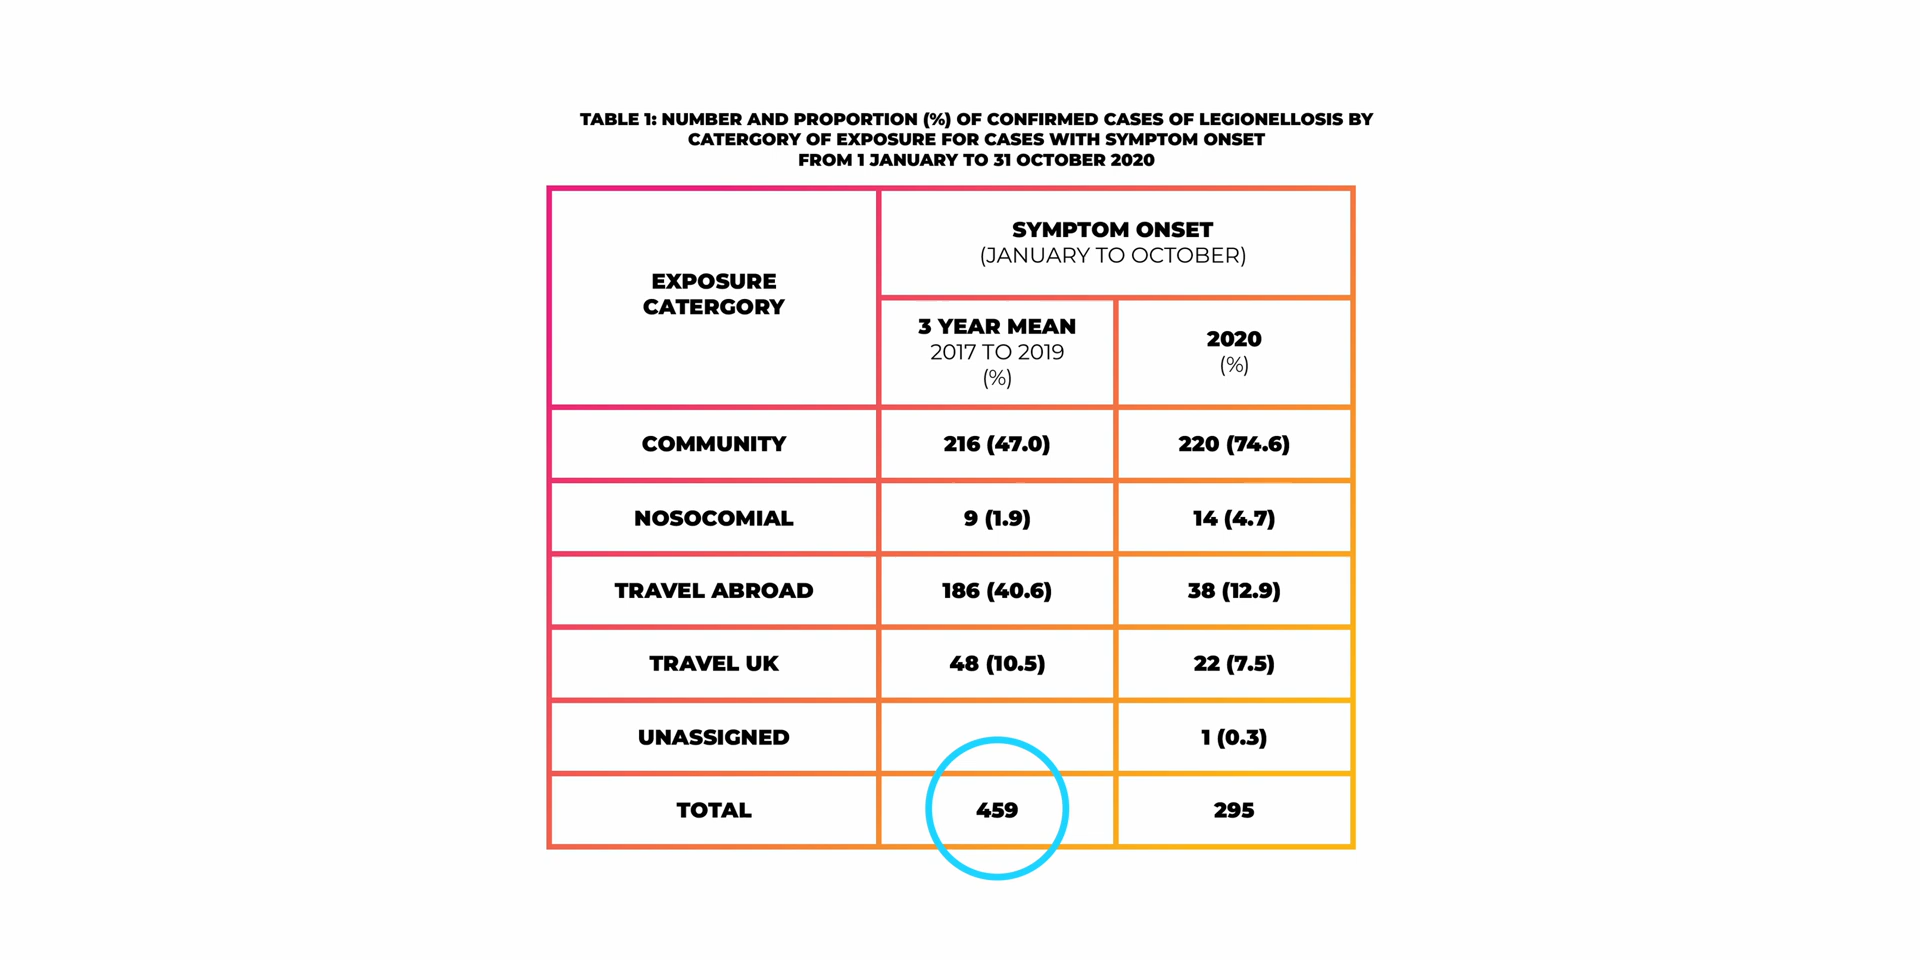 TABLE 1: NUMBER AND PROPORTION (%) OF CONFIRMED CASES OF LEGIONELLOSIS BY
CATERGORY OF EXPOSURE FOR CASES WITH SYMPTOM ONSET
FROM 1 JANUARY TO 31 OCTOBER 2020
EXPOSURE
CATERGORY
SYMPTOM ONSET
(JANUARY TO OCTOBER)
3 YEAR MEAN
2017 TO 2019
(%)
2020
(%)
COMMUNITY
216 (47.0)
220 (74.6)
NOSOCOMIAL
9 (1.9)
14 (4.7)
TRAVEL ABROAD
186 (40.6)
38 (12.9)
TRAVEL UK
48 (10.5)
22 (7.5)
UNASSIGNED
1 (0.3)
TOTAL
459
295